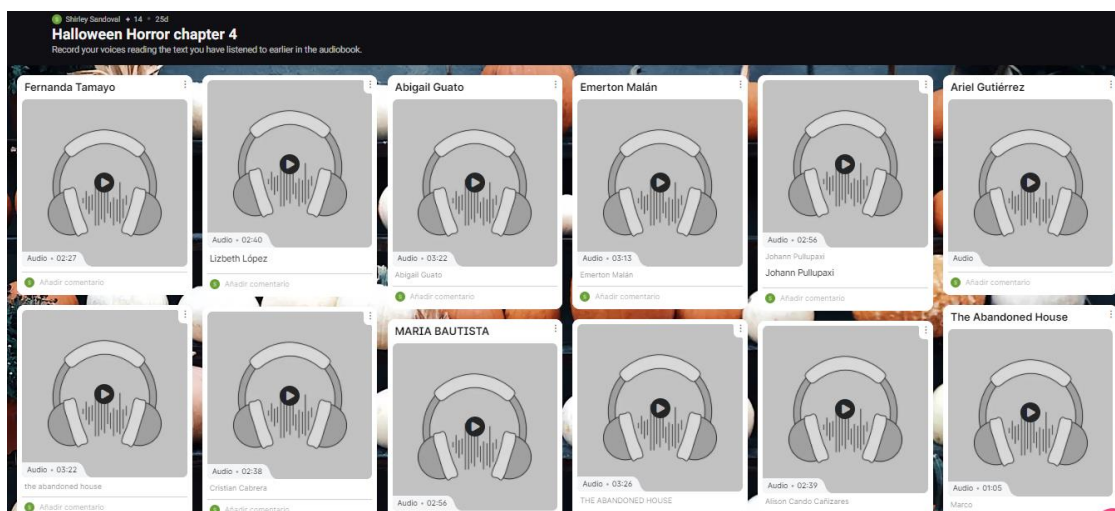 Shirley Sandoval + 14 • 25d
Halloween Horror chapter 4
Record your voices reading the text you have listened to earlier in the audiobook.
Fernanda Tamayo
Audio • 02:27
Añadir comentario
Audio • 02:40
Lizbeth López
Añadir comentario
Abigail Guato
Audio • 03:22
Abigail Guato
Añadir comentario
Emerton Malán
Audio • 03:13
Emerton Malán
Añadir comentario
Audio • 02:56
Johann Pullupaxi
Johann Pullupaxi
Añadir comentario
Ariel Gutiérrez
Audio
Añadir comentario
Audio • 03:22
the abandoned house
Añadir comentario
Audio • 02:38
Cristian Cabrera
Añadir comentario
MARIA BAUTISTA
Audio • 02:56
Audio • 03:26
THE ABANDONED HOUSE
Audio • 02:39
Alison Cando Cañizares
The Abandoned House
Audio • 01:05
Marco